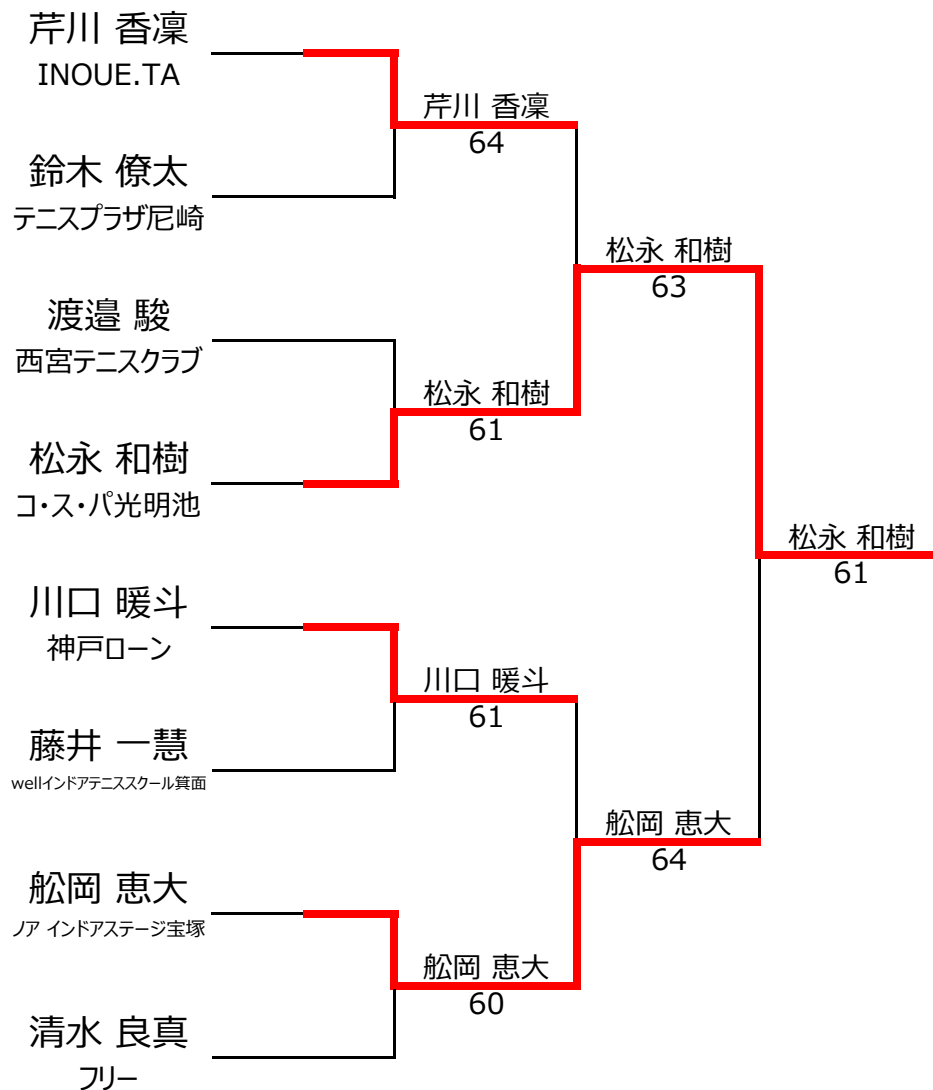 芹川 香凜
INOUE.TA
鈴木 僚太
テニスプラザ尼崎
渡邉 駿
西宮テニスクラブ
松永 和樹
コ・ス・パ光明池
川口 暖斗
神戸ローン
藤井 一慧
wellインドアテニススクール箕面
舩岡 恵大
ノア インドアステージ宝塚
清水 良真
フリー
芹川 香凜
64
松永 和樹
61
川口 暖斗
61
舩岡 恵大
60
松永 和樹
63
舩岡 恵大
64
松永 和樹
61